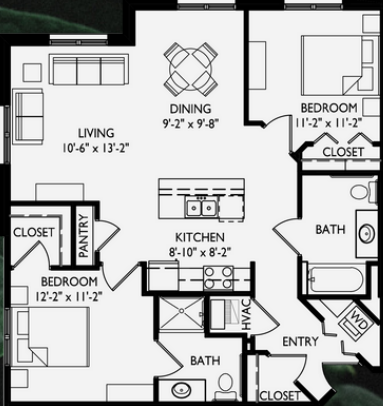 DINING
9'-2" x 9'-8"
BEDROOM
11'-2" x 11'-2"
LIVING
10'-6" x 13'-2"
CLOSET
CLOSET
PANTRY
KITCHEN
8'-10" x 8'-2"
BATH
BEDROOM
12'-2" x 11'-2"
HVAC
WD
ENTRY
BATH
CLOSET